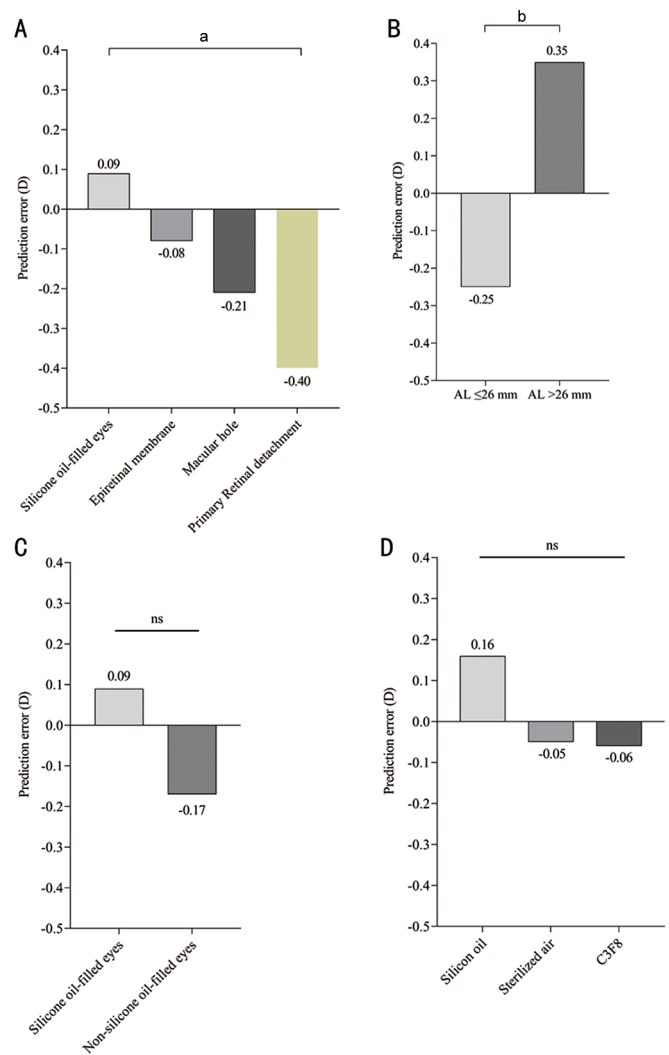 A
a
0.4
0.3
0.2
0.1
0.0
-0.1
-0.2
-0.3
-0.4
-0.5
Prediction error (D)
0.09
-0.08
-0.21
-0.40
Silicone oil-filled eyes
Epiretinal membrane
Macular hole
Primary Retinal detachment
B
b
0.4
0.3
0.2
0.1
0.0
-0.1
-0.2
-0.3
-0.4
-0.5
Prediction error (D)
0.35
-0.25
AL ≤26 mm
AL >26 mm
C
ns
0.4
0.3
0.2
0.1
0.0
-0.1
-0.2
-0.3
-0.4
-0.5
Prediction error (D)
0.09
-0.17
Silicone oil-filled eyes
Non-silicone oil-filled eyes
D
ns
0.4
0.3
0.2
0.1
0.0
-0.1
-0.2
-0.3
-0.4
-0.5
Prediction error (D)
0.16
-0.05
-0.06
Silicon oil
Sterilized air
C3F8